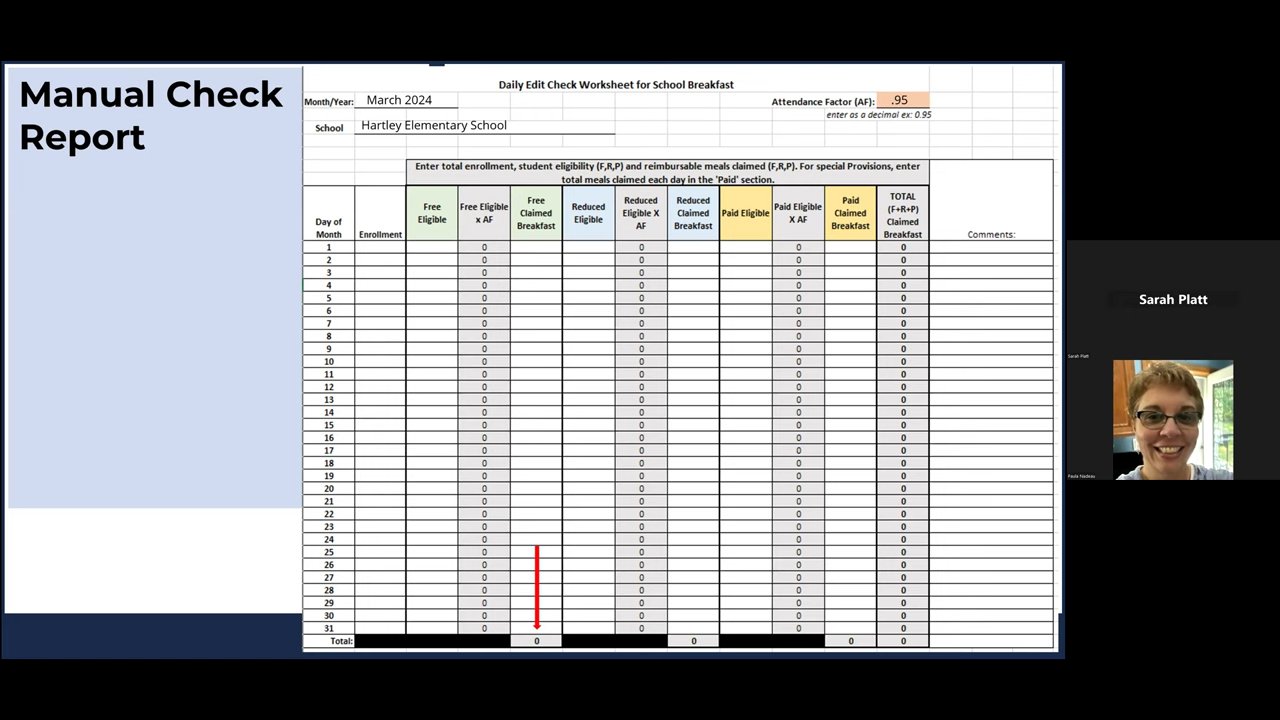 Manual Check
Report
Daily Edit Check Worksheet for School Breakfast
Month/Year: March 2024 Attendance Factor (AF): .95
enter as a decimal ex: 0.95
School Hartley Elementary School
Enter total enrollment, student eligibility (F,R,P) and reimbursable meals claimed (F,R,P). For special Provisions, enter
total meals claimed each day in the 'Paid' section.
Day of Month Enrollment Free Eligible Free Eligible x AF Free Claimed Breakfast Reduced Eligible Reduced Eligible X AF Reduced Claimed Breakfast Paid Eligible Paid Eligible X AF Paid Claimed Breakfast TOTAL (F+R+P) Claimed Breakfast Comments:
1 0 0 0 0
2 0 0 0 0
3 0 0 0 0
4 0 0 0 0
5 0 0 0 0
6 0 0 0 0
7 0 0 0 0
8 0 0 0 0
9 0 0 0 0
10 0 0 0 0
11 0 0 0 0
12 0 0 0 0
13 0 0 0 0
14 0 0 0 0
15 0 0 0 0
16 0 0 0 0
17 0 0 0 0
18 0 0 0 0
19 0 0 0 0
20 0 0 0 0
21 0 0 0 0
22 0 0 0 0
23 0 0 0 0
24 0 0 0 0
25 0 0 0 0
26 0 0 0 0
27 0 0 0 0
28 0 0 0 0
29 0 0 0 0
30 0 0 0 0
31 0 0 0 0
Total: 0 0 0 0
Sarah Platt
Sarah Platt
Paula Nadeau